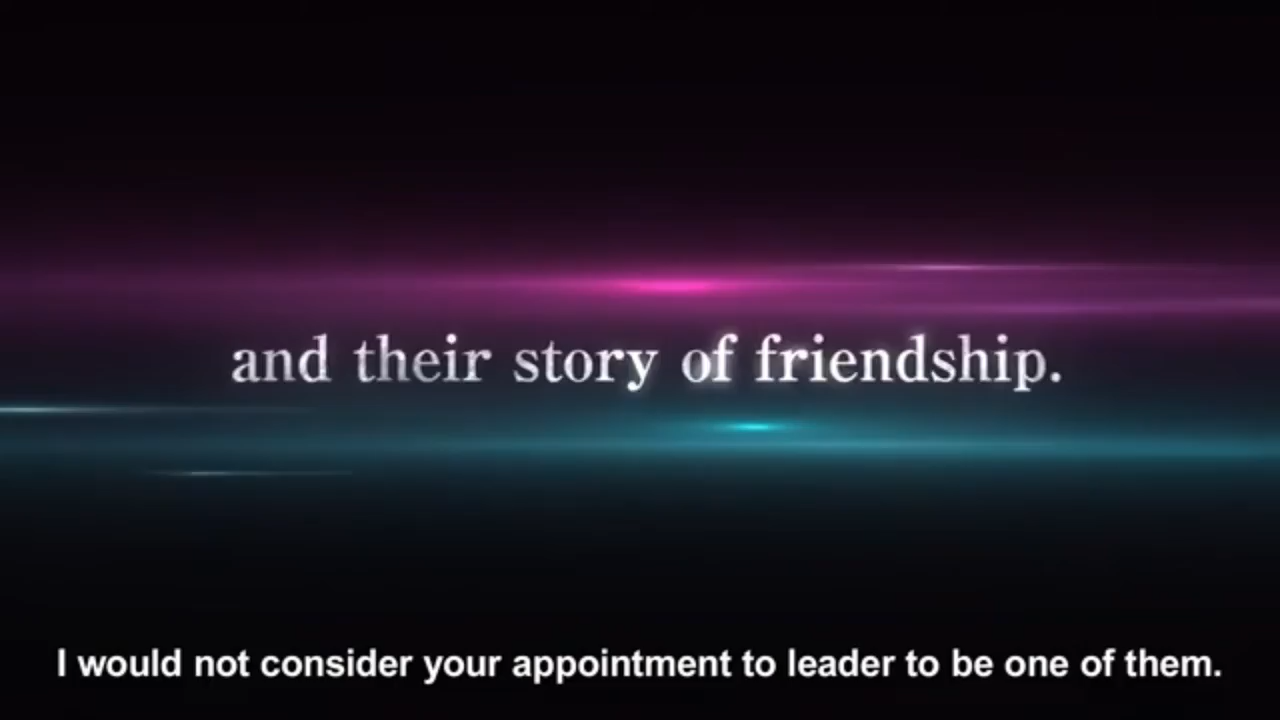 and their story of friendship.
I would not consider your appointment to leader to be one of them.